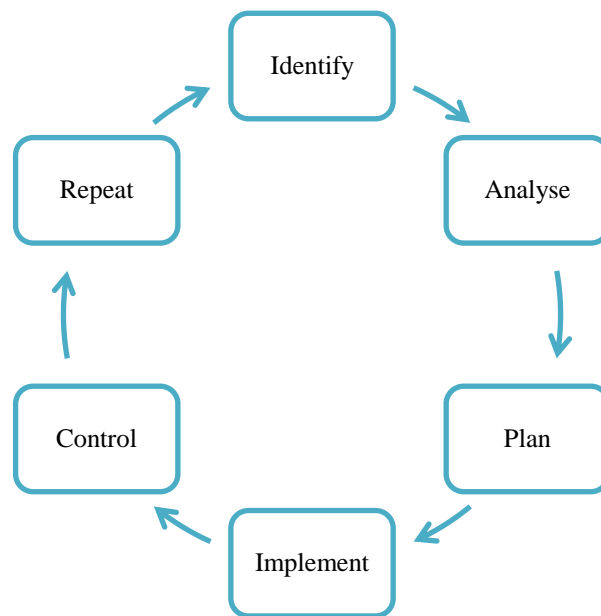 Identify
Analyse
Plan
Implement
Control
Repeat